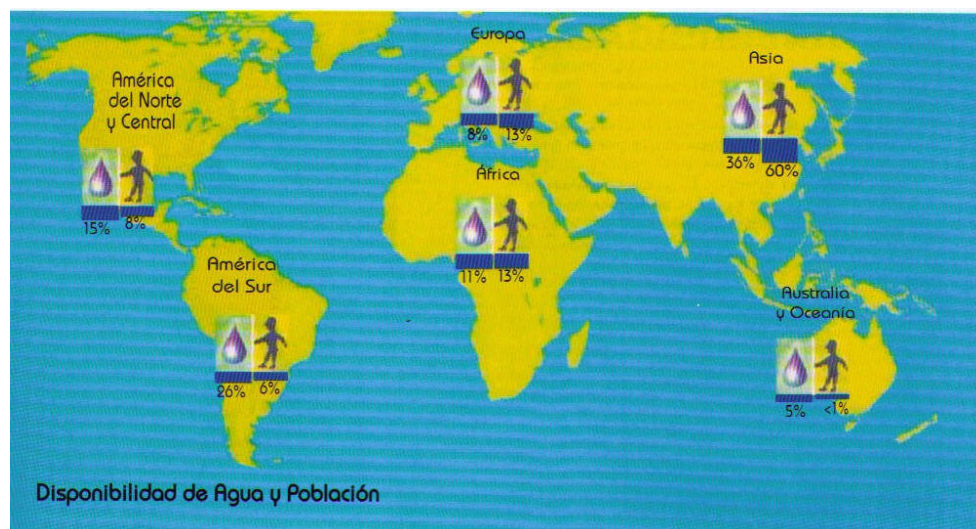 Europa
8% 13%
Asia
36% 60%
América
del Norte
y Central
15% 8%
África
11% 13%
América
del Sur
26% 6%
Australia
y Oceanía
5% <1%
Disponibilidad de Agua y Población